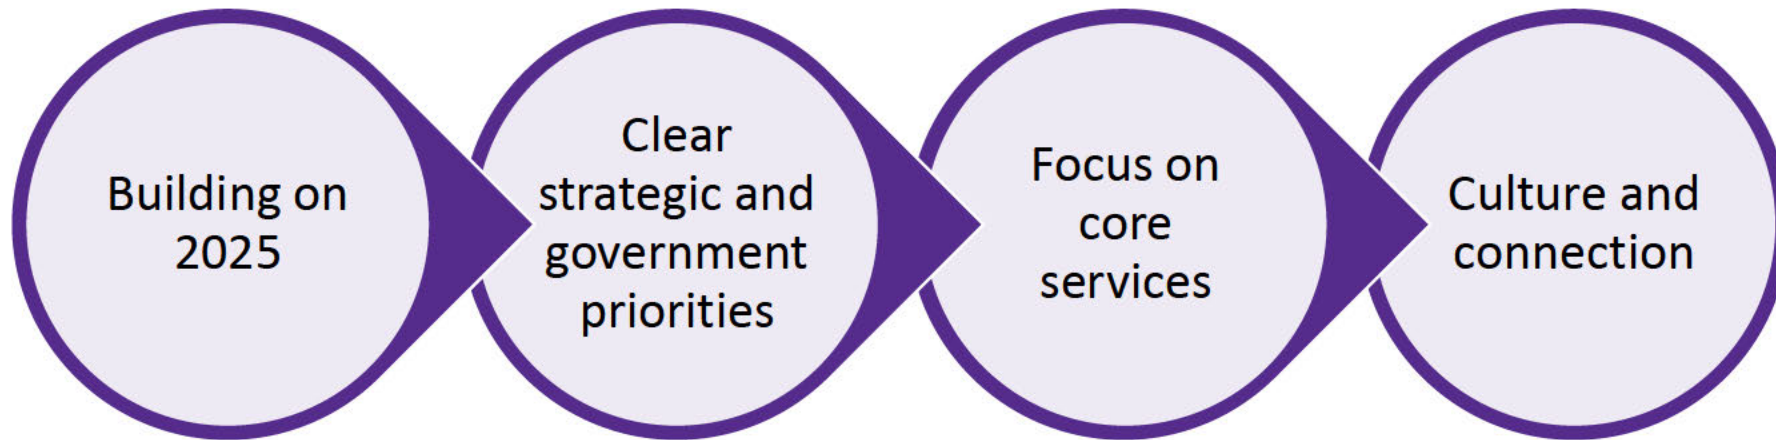 Building on
2025
Clear
strategic and
government
priorities
Focus on
core
services
Culture and
connection